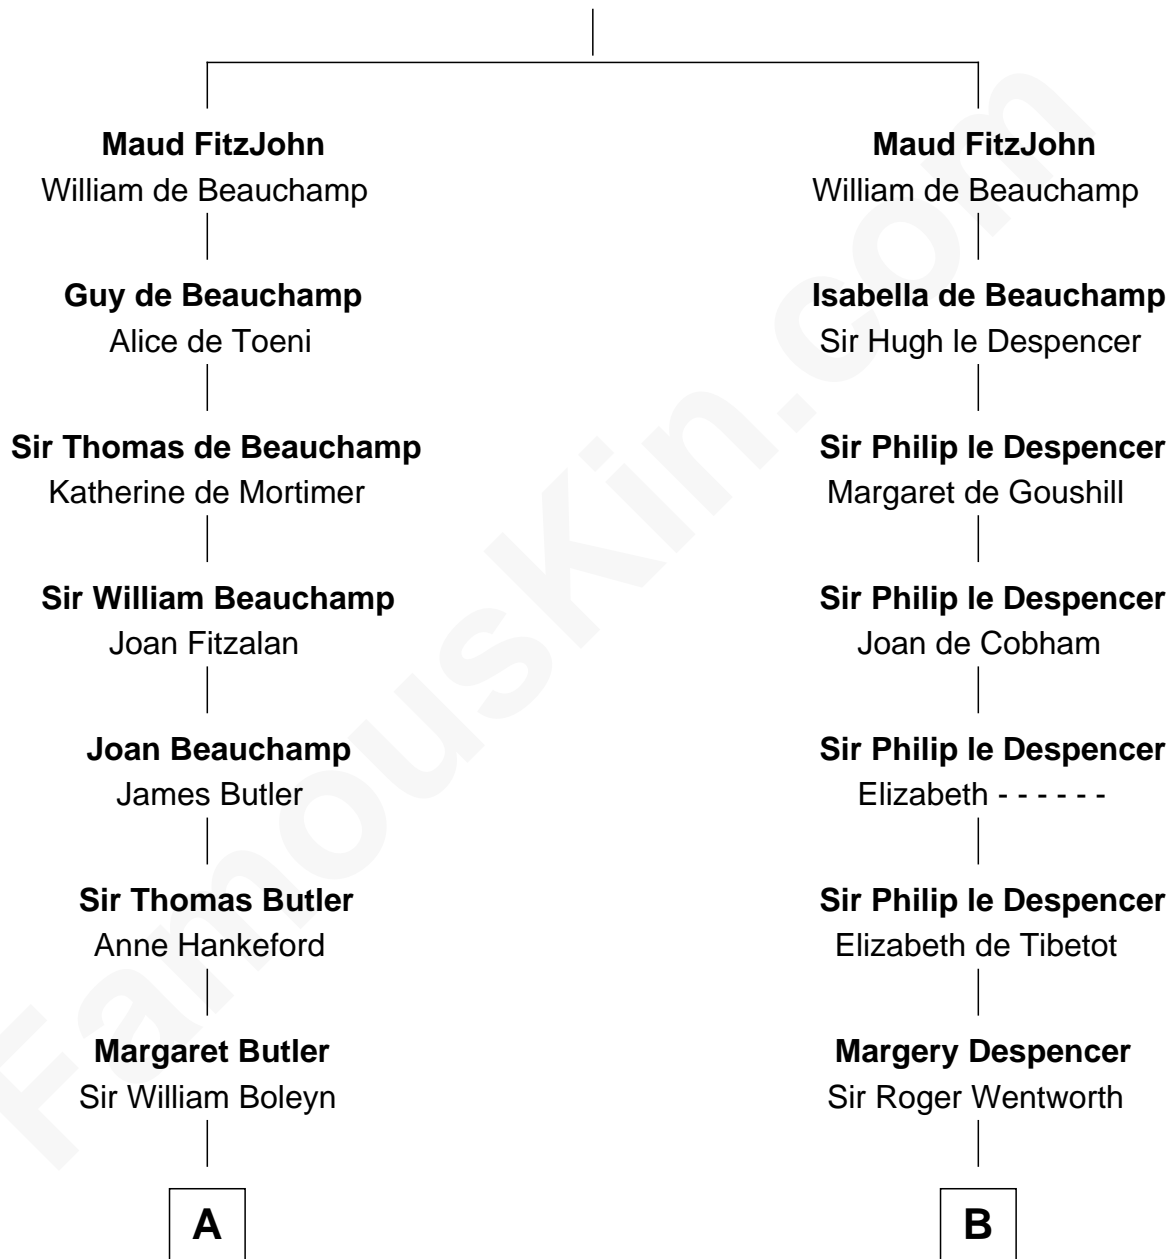 Maud FitzJohn
William de Beauchamp
Guy de Beauchamp
Alice de Toeni
Sir Thomas de Beauchamp
Katherine de Mortimer
Sir William Beauchamp
Joan Fitzalan
Joan Beauchamp
James Butler
Sir Thomas Butler
Anne Hankeford
Margaret Butler
Sir William Boleyn
A
Maud FitzJohn
William de Beauchamp
Isabella de Beauchamp
Sir Hugh le Despencer
Sir Philip le Despencer
Margaret de Goushill
Sir Philip le Despencer
Joan de Cobham
Sir Philip le Despencer
Elizabeth - - - - - -
Sir Philip le Despencer
Elizabeth de Tibetot
Margery Despencer
Sir Roger Wentworth
B
FamousKin.com